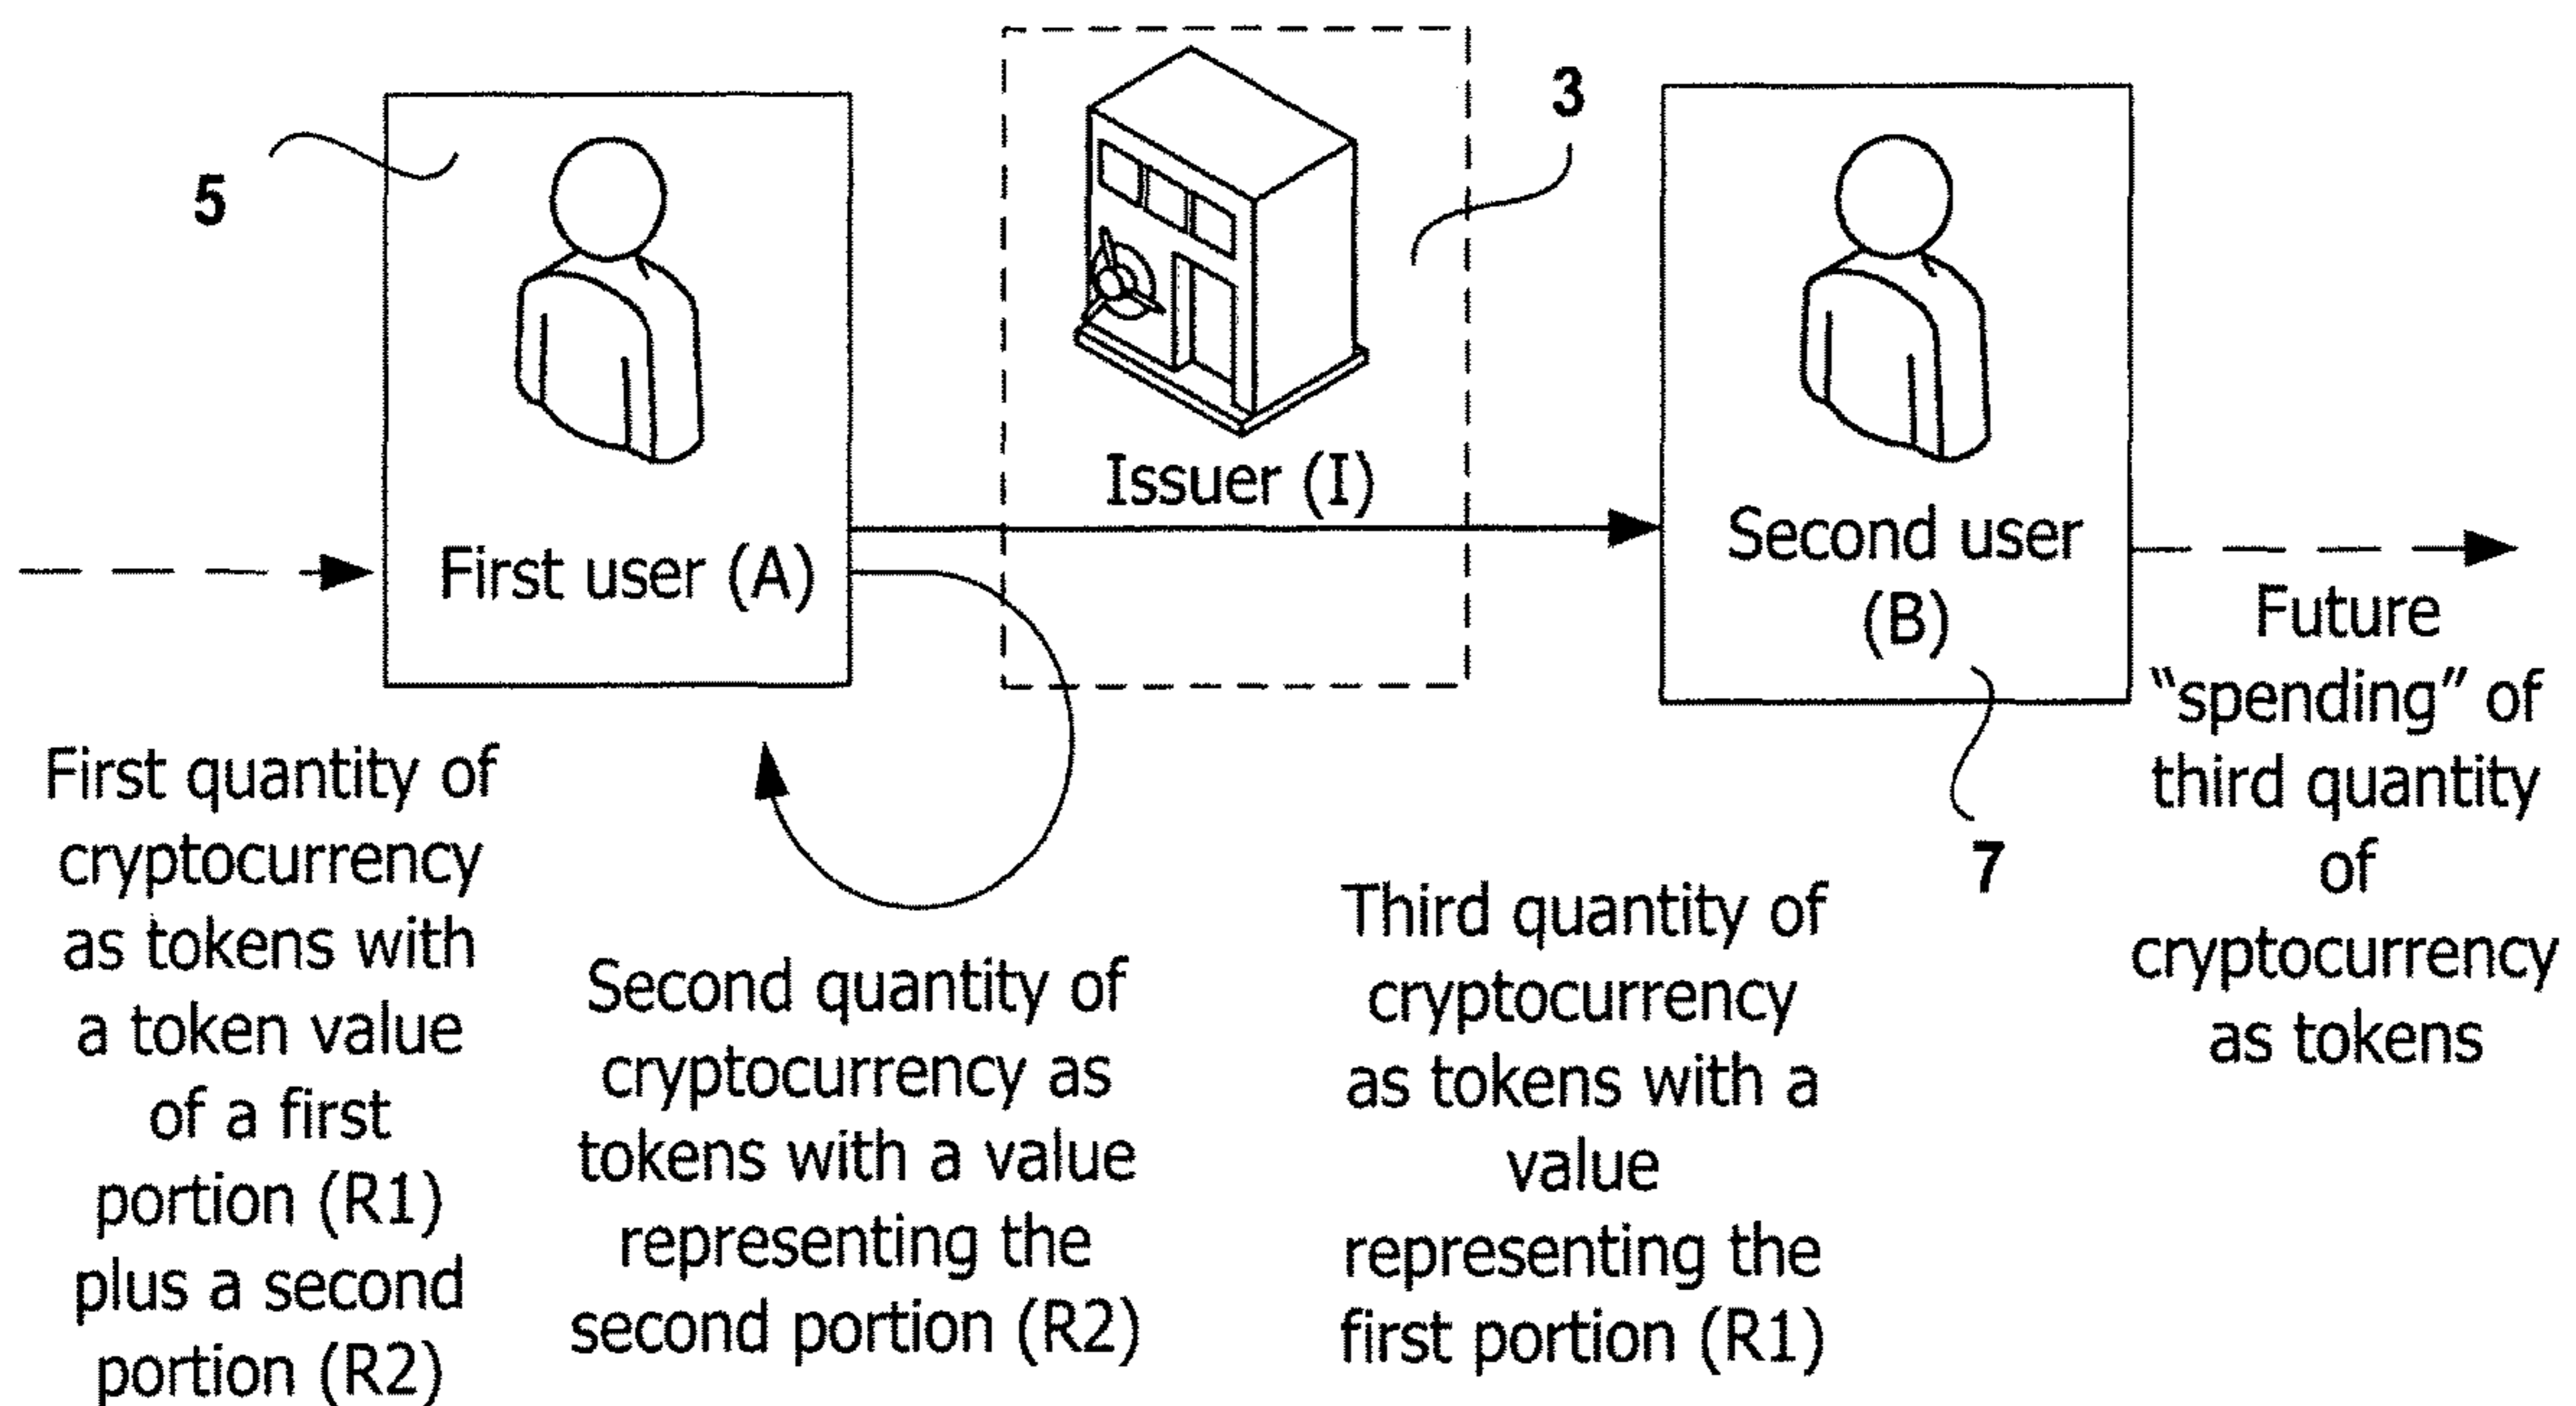 5
3
Issuer (I)
First user (A)
Second user
(B)
7
First quantity of
cryptocurrency
as tokens with
a token value
of a first
portion (R1)
plus a second
portion (R2)
Second quantity of
cryptocurrency as
tokens with a value
representing the
second portion (R2)
Third quantity of
cryptocurrency
as tokens with a
value
representing the
first portion (R1)
Future
“spending” of
third quantity
of
cryptocurrency
as tokens